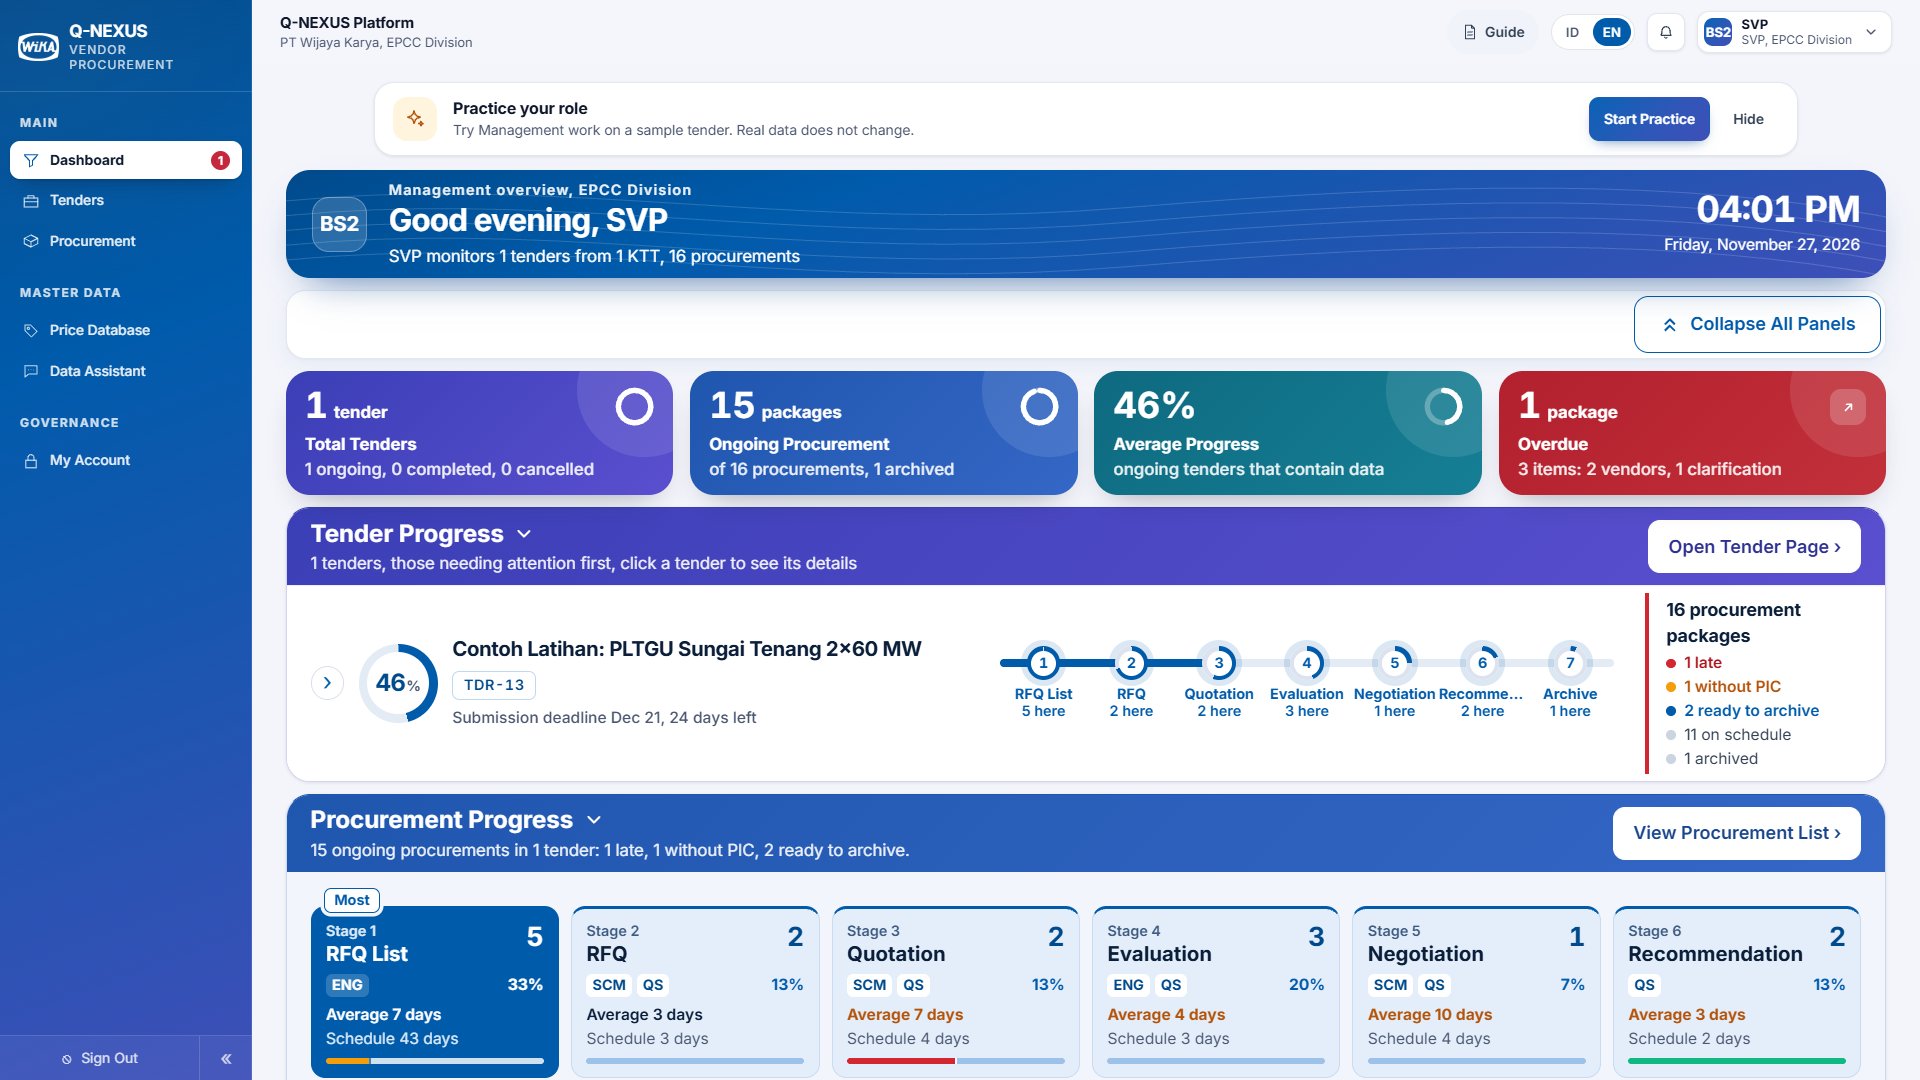 WIKA
Q-NEXUS
VENDOR
PROCUREMENT
MAIN
Dashboard
1
Tenders
Procurement
MASTER DATA
Price Database
Data Assistant
GOVERNANCE
My Account
Sign Out
«
Q-NEXUS Platform
PT Wijaya Karya, EPCC Division
Guide
ID
EN
BS2
SVP
SVP, EPCC Division
Practice your role
Try Management work on a sample tender. Real data does not change.
Start Practice
Hide
BS2
Management overview, EPCC Division
Good evening, SVP
SVP monitors 1 tenders from 1 KTT, 16 procurements
04:01 PM
Friday, November 27, 2026
Collapse All Panels
1 tender
Total Tenders
1 ongoing, 0 completed, 0 cancelled
15 packages
Ongoing Procurement
of 16 procurements, 1 archived
46%
Average Progress
ongoing tenders that contain data
1 package
Overdue
3 items: 2 vendors, 1 clarification
Tender Progress
1 tenders, those needing attention first, click a tender to see its details
Open Tender Page ›
46%
Contoh Latihan: PLTGU Sungai Tenang 2×60 MW
TDR-13
Submission deadline Dec 21, 24 days left
1
RFQ List
5 here
2
RFQ
2 here
3
Quotation
2 here
4
Evaluation
3 here
5
Negotiation
1 here
6
Recomme...
2 here
7
Archive
1 here
16 procurement
packages
1 late
1 without PIC
2 ready to archive
11 on schedule
1 archived
Procurement Progress
15 ongoing procurements in 1 tender: 1 late, 1 without PIC, 2 ready to archive.
View Procurement List ›
Most
Stage 1
5
RFQ List
ENG
33%
Average 7 days
Schedule 43 days
Stage 2
2
RFQ
SCM QS
13%
Average 3 days
Schedule 3 days
Stage 3
2
Quotation
SCM QS
13%
Average 7 days
Schedule 4 days
Stage 4
3
Evaluation
ENG QS
20%
Average 4 days
Schedule 3 days
Stage 5
1
Negotiation
SCM QS
7%
Average 10 days
Schedule 4 days
Stage 6
2
Recommendation
QS
13%
Average 3 days
Schedule 2 days